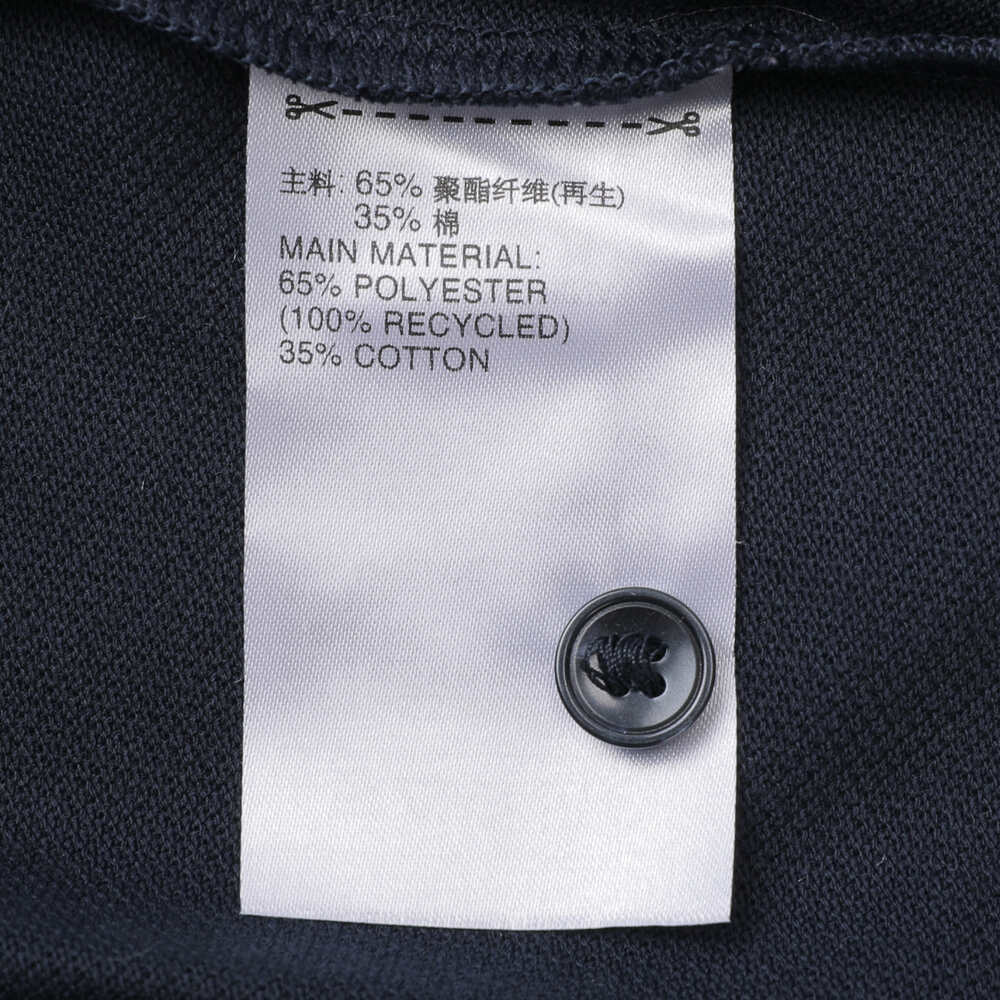 主料: 65% 聚酯纤维(再生)
35% 棉
MAIN MATERIAL:
65% POLYESTER
(100% RECYCLED)
35% COTTON